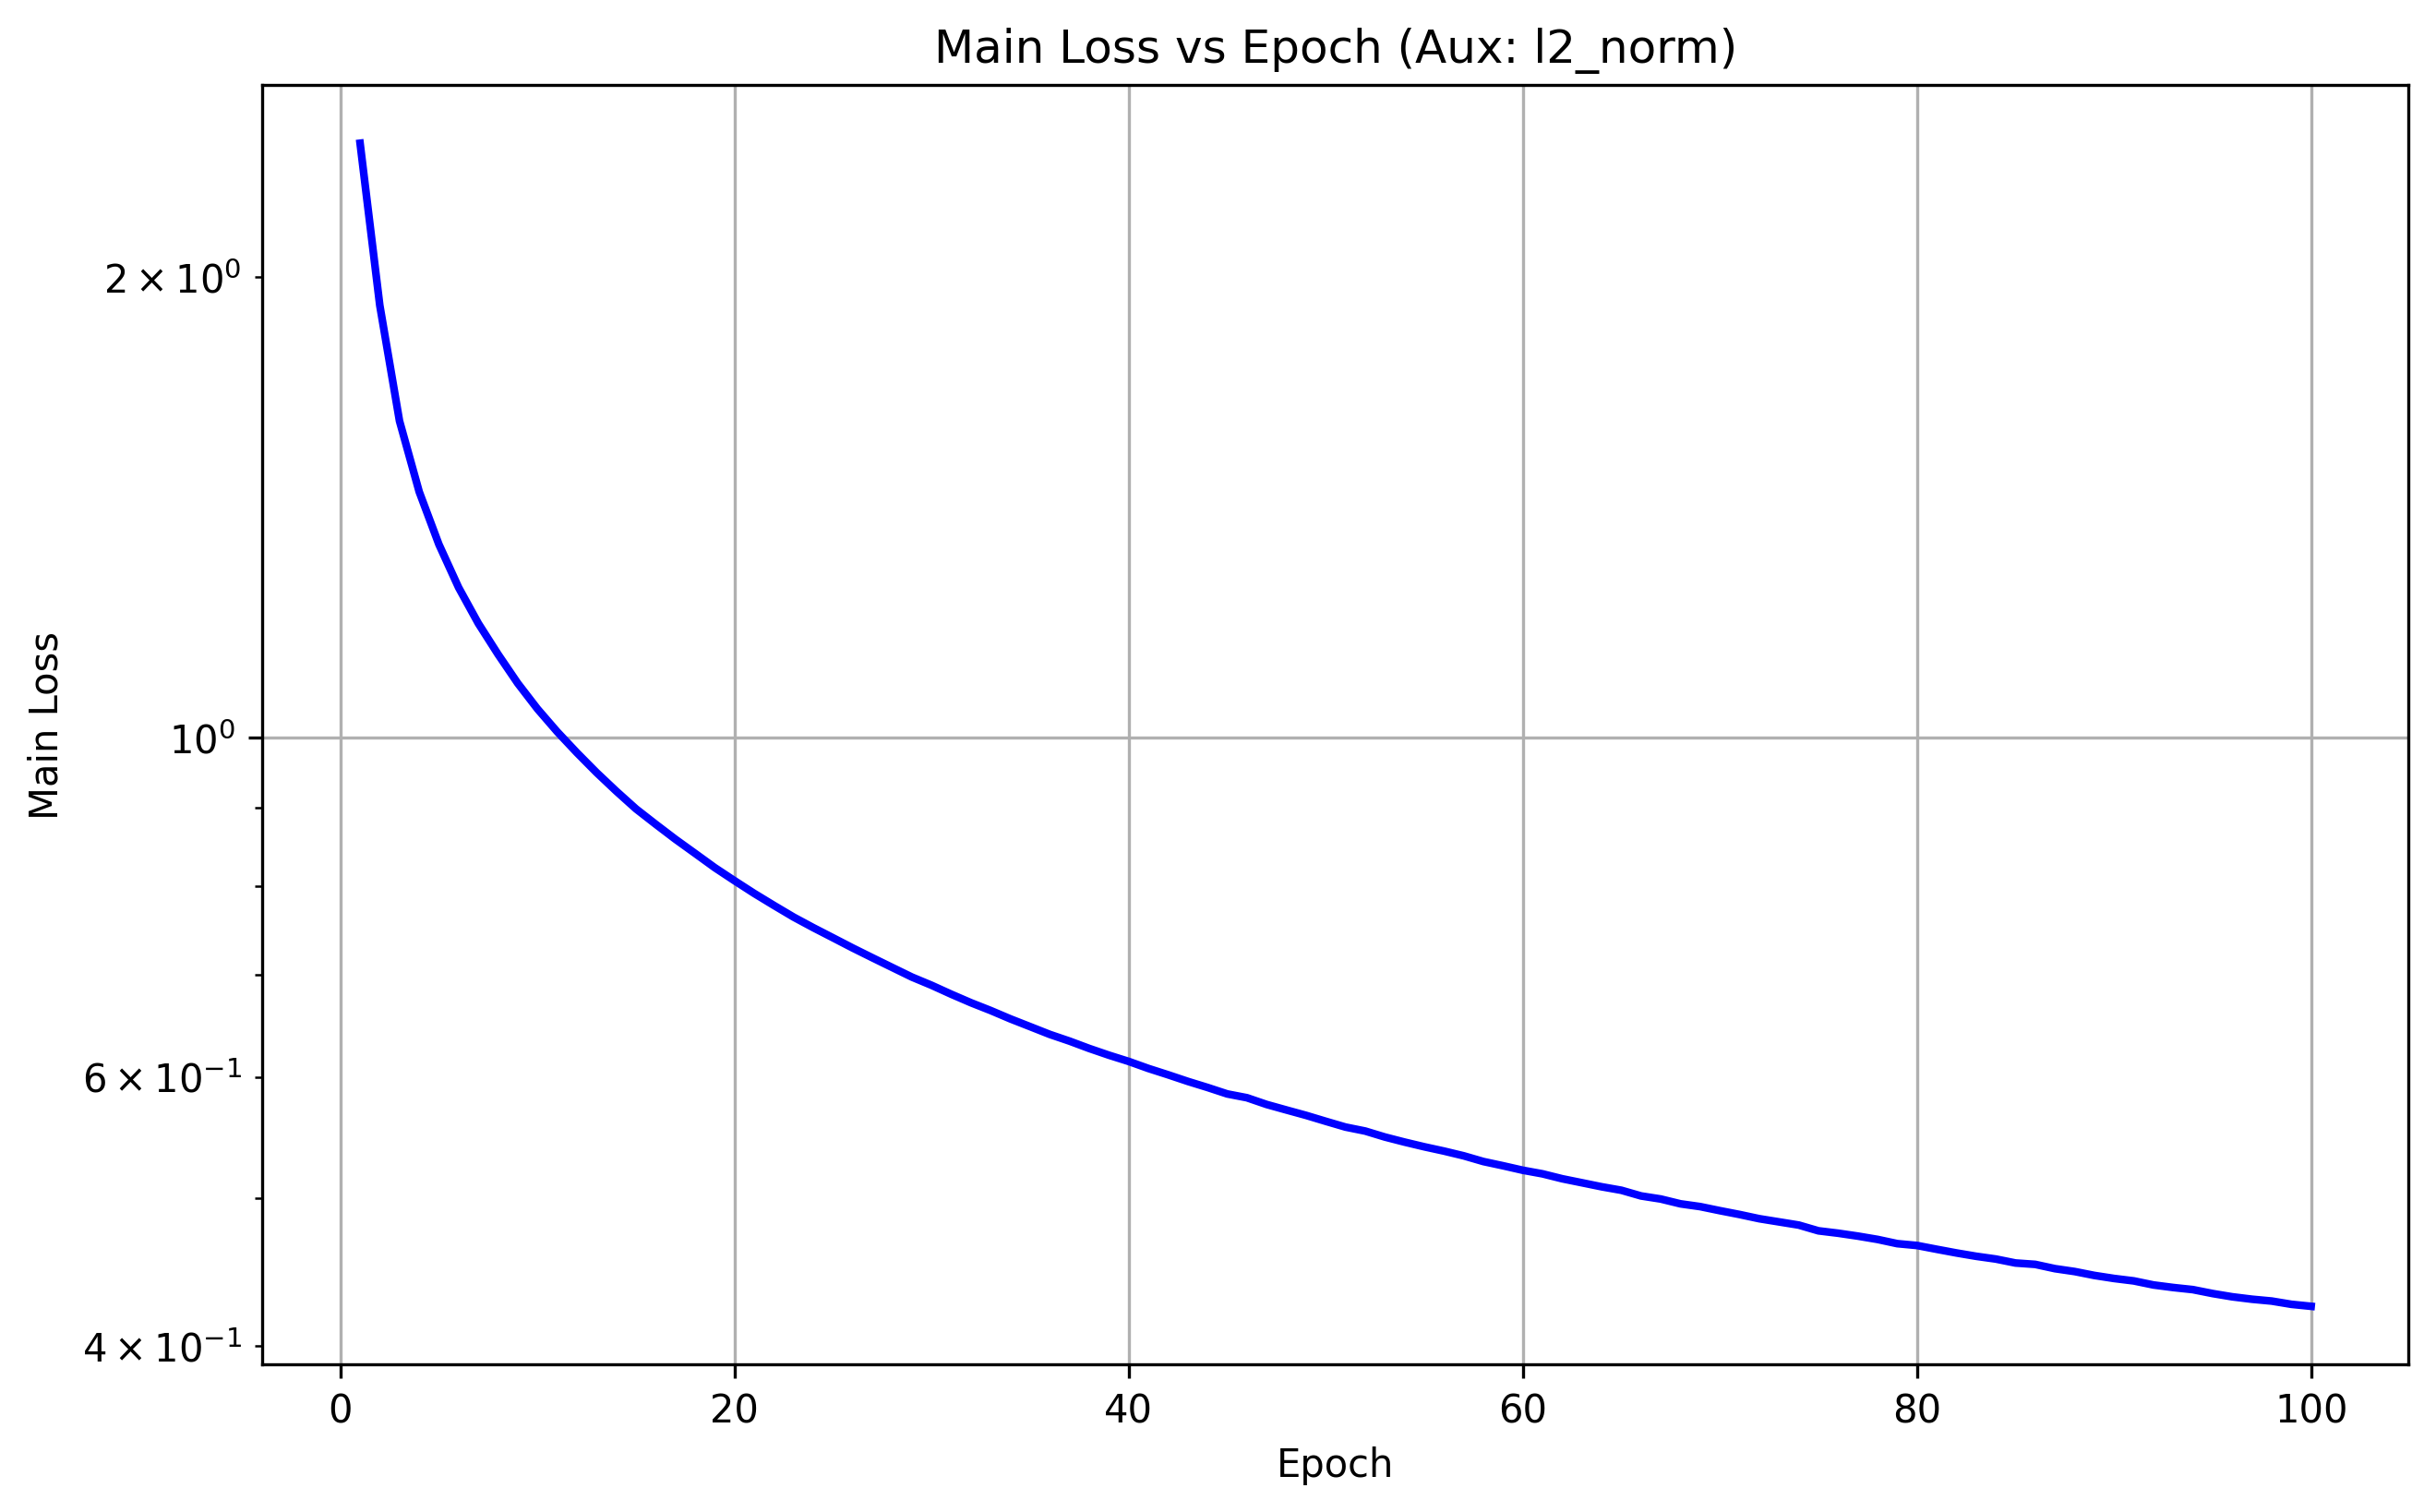 Main Loss vs Epoch (Aux: l2_norm)
Main Loss
2 × 10⁰
10⁰
6 × 10⁻¹
4 × 10⁻¹
0 20 40 60 80 100
Epoch